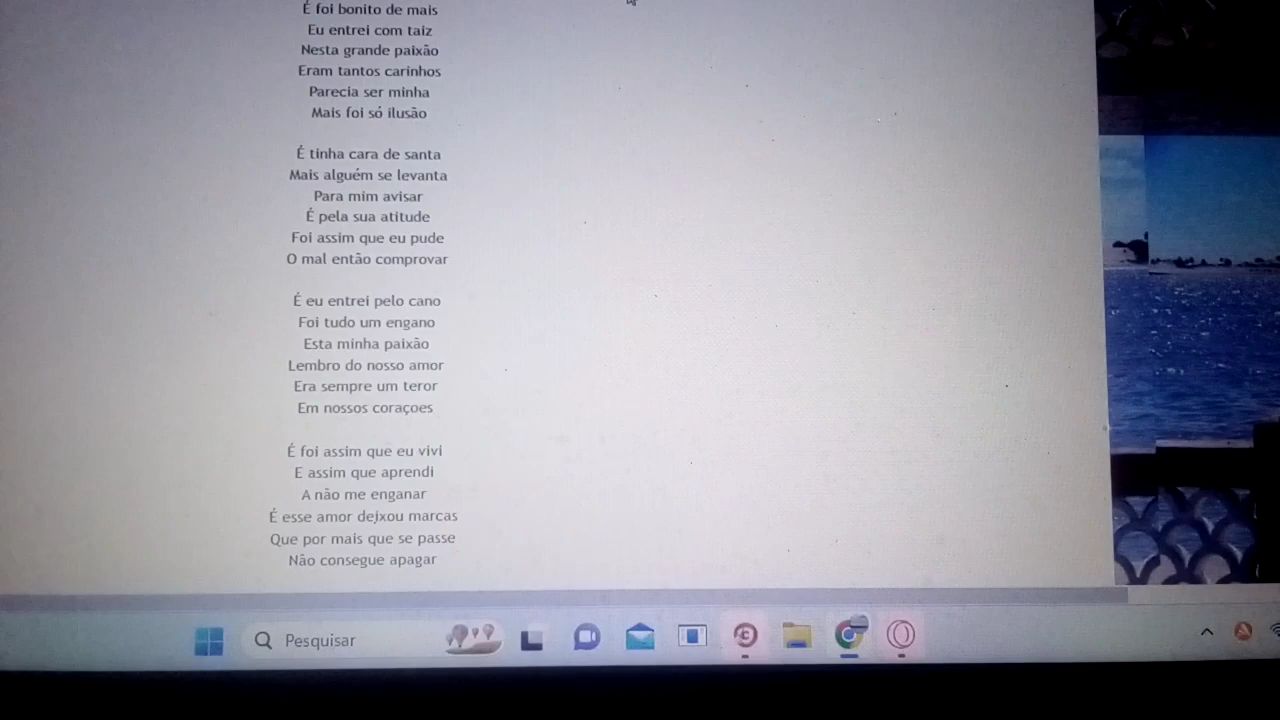 É foi bonito de mais
Eu entrei com taiz
Nesta grande paixão
Eram tantos carinhos
Parecia ser minha
Mais foi só ilusão
É tinha cara de santa
Mais alguém se levanta
Para mim avisar
É pela sua atitude
Foi assim que eu pude
O mal então comprovar
É eu entrei pelo cano
Foi tudo um engano
Esta minha paixão
Lembro do nosso amor
Era sempre um teror
Em nossos coraçoes
É foi assim que eu vivi
E assim que aprendi
A não me enganar
É esse amor dejxou marcas
Que por mais que se passe
Não consegue apagar
Pesquisar